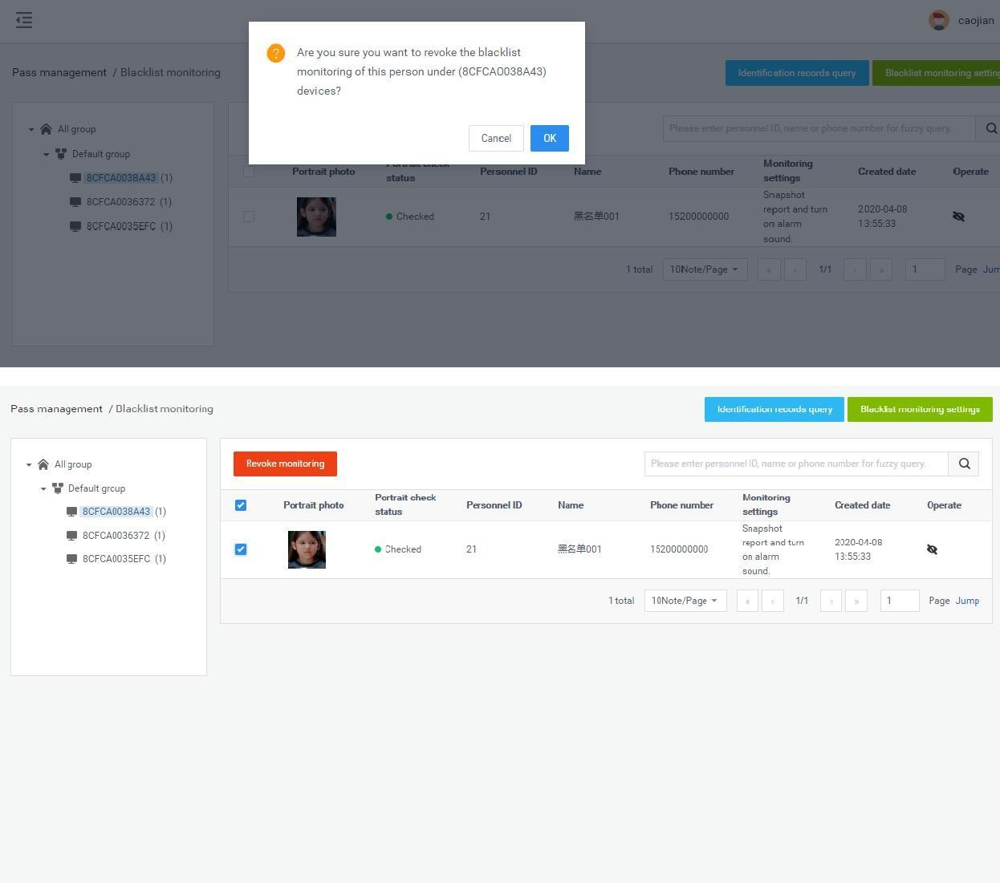 caojian
Are you sure you want to revoke the blacklist
monitoring of this person under (8CFCA0038A43)
devices?
Cancel OK
Pass management / Blacklist monitoring
Identification records query Blacklist monitoring setting
All group
Default group
8CFCA0038A43 (1)
8CFCA0036372 (1)
8CFCA0035EFC (1)
Please enter personnel ID, name or phone number for fuzzy query.
Portrait photo Portrait check status Personnel ID Name Phone number Monitoring settings Created date Operate
Checked 21 黑名单001 15200000000 Snapshot report and turn on alarm sound. 2020-04-08 13:55:33
1 total 10Note/Page « ‹ 1/1 › » 1 Page Jum
Pass management / Blacklist monitoring
Identification records query Blacklist monitoring settings
All group
Default group
8CFCA0038A43 (1)
8CFCA0036372 (1)
8CFCA0035EFC (1)
Revoke monitoring Please enter personnel ID, name or phone number for fuzzy query.
Portrait photo Portrait check status Personnel ID Name Phone number Monitoring settings Created date Operate
Checked 21 黑名单001 15200000000 Snapshot report and turn on alarm sound. 2020-04-08 13:55:33
1 total 10Note/Page « ‹ 1/1 › » 1 Page Jump